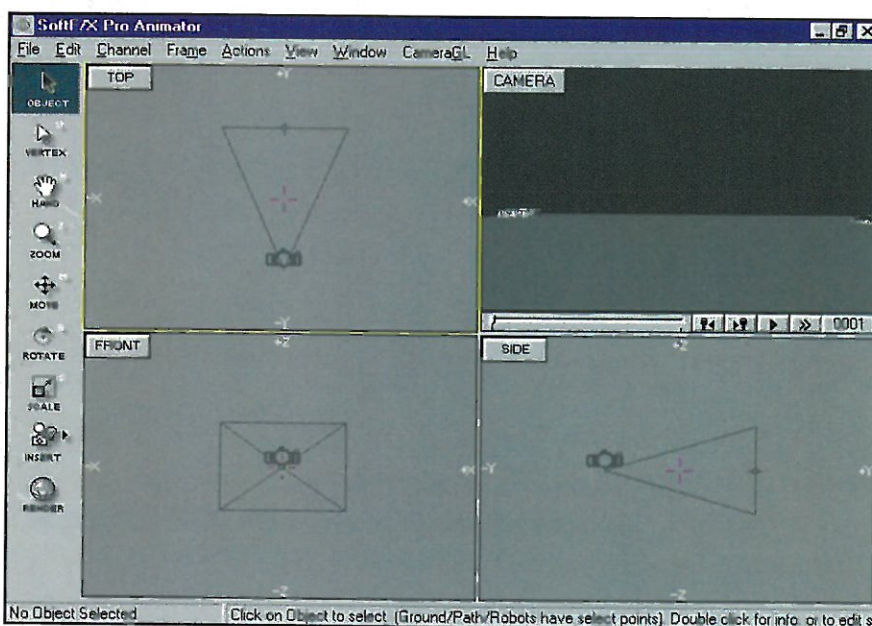 SoftF/X Pro Animator
File Edit Channel Frame Actions View Window CameraGL Help
OBJECT
VERTEX
HAND
ZOOM
MOVE
ROTATE
SCALE
INSERT
RENDER
TOP
+Y
-X
+X
-Y
CAMERA
0001
FRONT
+Z
-X
+X
-Z
SIDE
+Z
-Y
+Y
-Z
No Object Selected
Click on Object to select (Ground/Path/Robots have select points). Double click for info. or to edit s